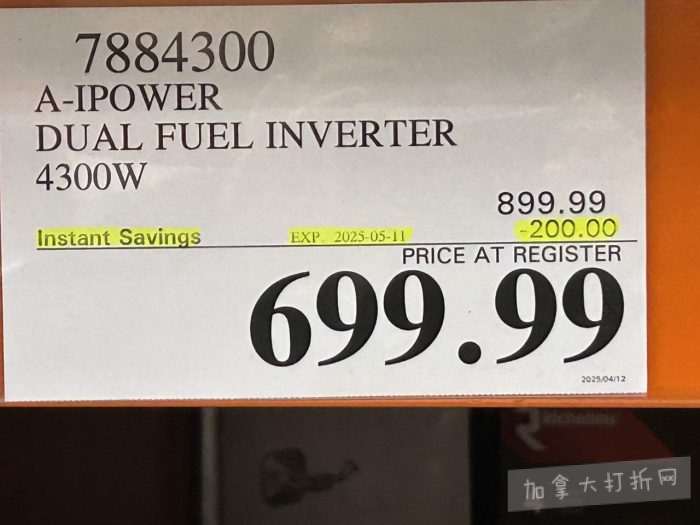 7884300
A-IPOWER
DUAL FUEL INVERTER
4300W
899.99
Instant Savings EXP. 2025-05-11 -200.00
PRICE AT REGISTER
699.99
2025/04/12
加拿大打折网